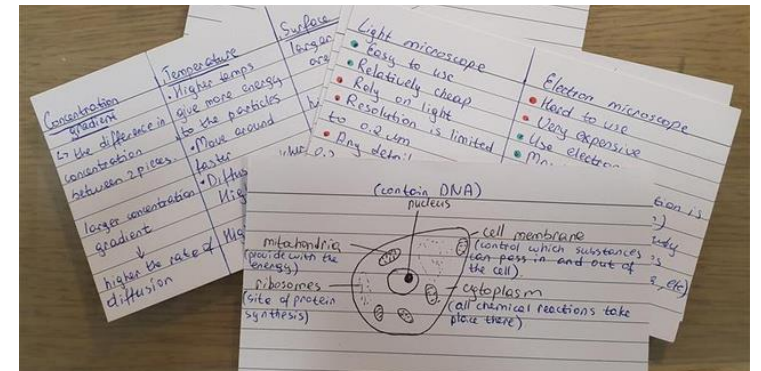 Concentration
gradient
↳ the difference in
concentration
between 2 pieces.
larger concentration
gradient
↓
higher the rate of
diffusion
Temperature
• Higher temps
give more energy
to the particles
• Move around
faster
Surface
larger
Light microscope
• Easy to use
• Relatively cheap
• Rely on light
• Resolution is limited
to 0.2 um
• Any detail
Electron microscope
• Hard to use
• Very expensive
• Use electron
(contain DNA)
nucleus
mitochondria
(provide with the
energy)
ribosomes
(site of protein
synthesis)
cell membrane
(control which substances
can pass in and out of
the cell)
cytoplasm
(all chemical reactions take
place there)